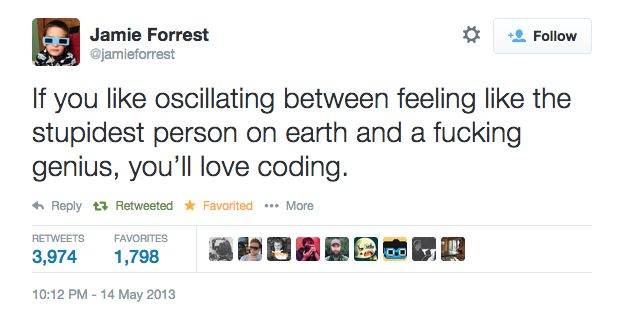 Jamie Forrest
@jamieforrest
Follow
If you like oscillating between feeling like the
stupidest person on earth and a fucking
genius, you'll love coding.
Reply Retweeted Favorited More
RETWEETS FAVORITES
3,974 1,798
10:12 PM - 14 May 2013